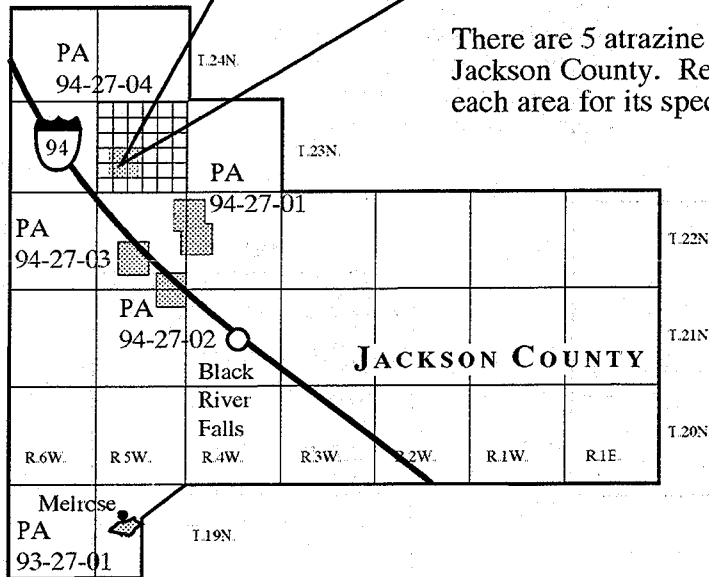 There are 5 atrazine
Jackson County. Re
each area for its spec
PA
94-27-04
T.24N.
94
T.23N.
PA
94-27-01
PA
94-27-03
T.22N.
PA
94-27-02
T.21N.
JACKSON COUNTY
Black
River
Falls
T.20N.
R.6W. R.5W. R.4W. R.3W. R.2W. R.1W. R.1E.
Melrose
PA
93-27-01
T.19N.